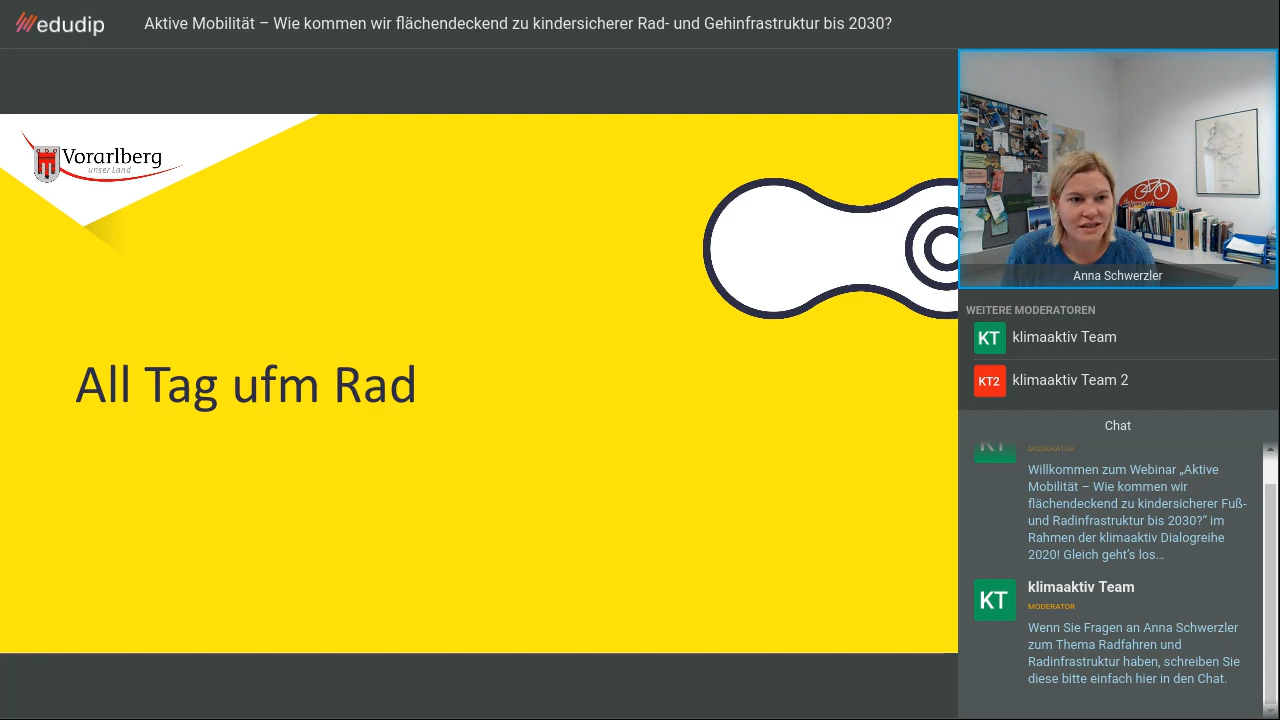 edudip
Aktive Mobilität – Wie kommen wir flächendeckend zu kindersicherer Rad- und Gehinfrastruktur bis 2030?
Vorarlberg
unser Land
All Tag ufm Rad
Österreich
Anna Schwerzler
WEITERE MODERATOREN
KT klimaaktiv Team
KT2 klimaaktiv Team 2
Chat
KT
MODERATOR
Willkommen zum Webinar „Aktive
Mobilität – Wie kommen wir
flächendeckend zu kindersicherer Fuß-
und Radinfrastruktur bis 2030?“ im
Rahmen der klimaaktiv Dialogreihe
2020! Gleich geht's los…
KT klimaaktiv Team
MODERATOR
Wenn Sie Fragen an Anna Schwerzler
zum Thema Radfahren und
Radinfrastruktur haben, schreiben Sie
diese bitte einfach hier in den Chat.